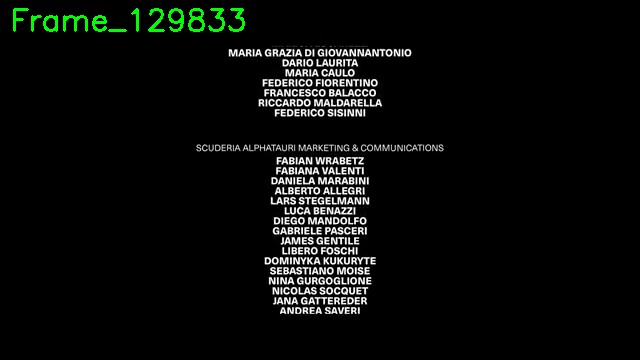 Frame_129833
MARIA GRAZIA DI GIOVANNANTONIO
DARIO LAURITA
MARIA CAULO
FEDERICO FIORENTINO
FRANCESCO BALACCO
RICCARDO MALDARELLA
FEDERICO SISINNI
SCUDERIA ALPHATAURI MARKETING & COMMUNICATIONS
FABIAN WRABETZ
FABIANA VALENTI
DANIELA MARABINI
ALBERTO ALLEGRI
LARS STEGELMANN
LUCA BENAZZI
DIEGO MANDOLFO
GABRIELE PASCERI
JAMES GENTILE
LIBERO FOSCHI
DOMINYKA KUKURYTE
SEBASTIANO MOISE
NINA GURGOGLIONE
NICOLAS SOCQUET
JANA GATTEREDER
ANDREA SAVERI